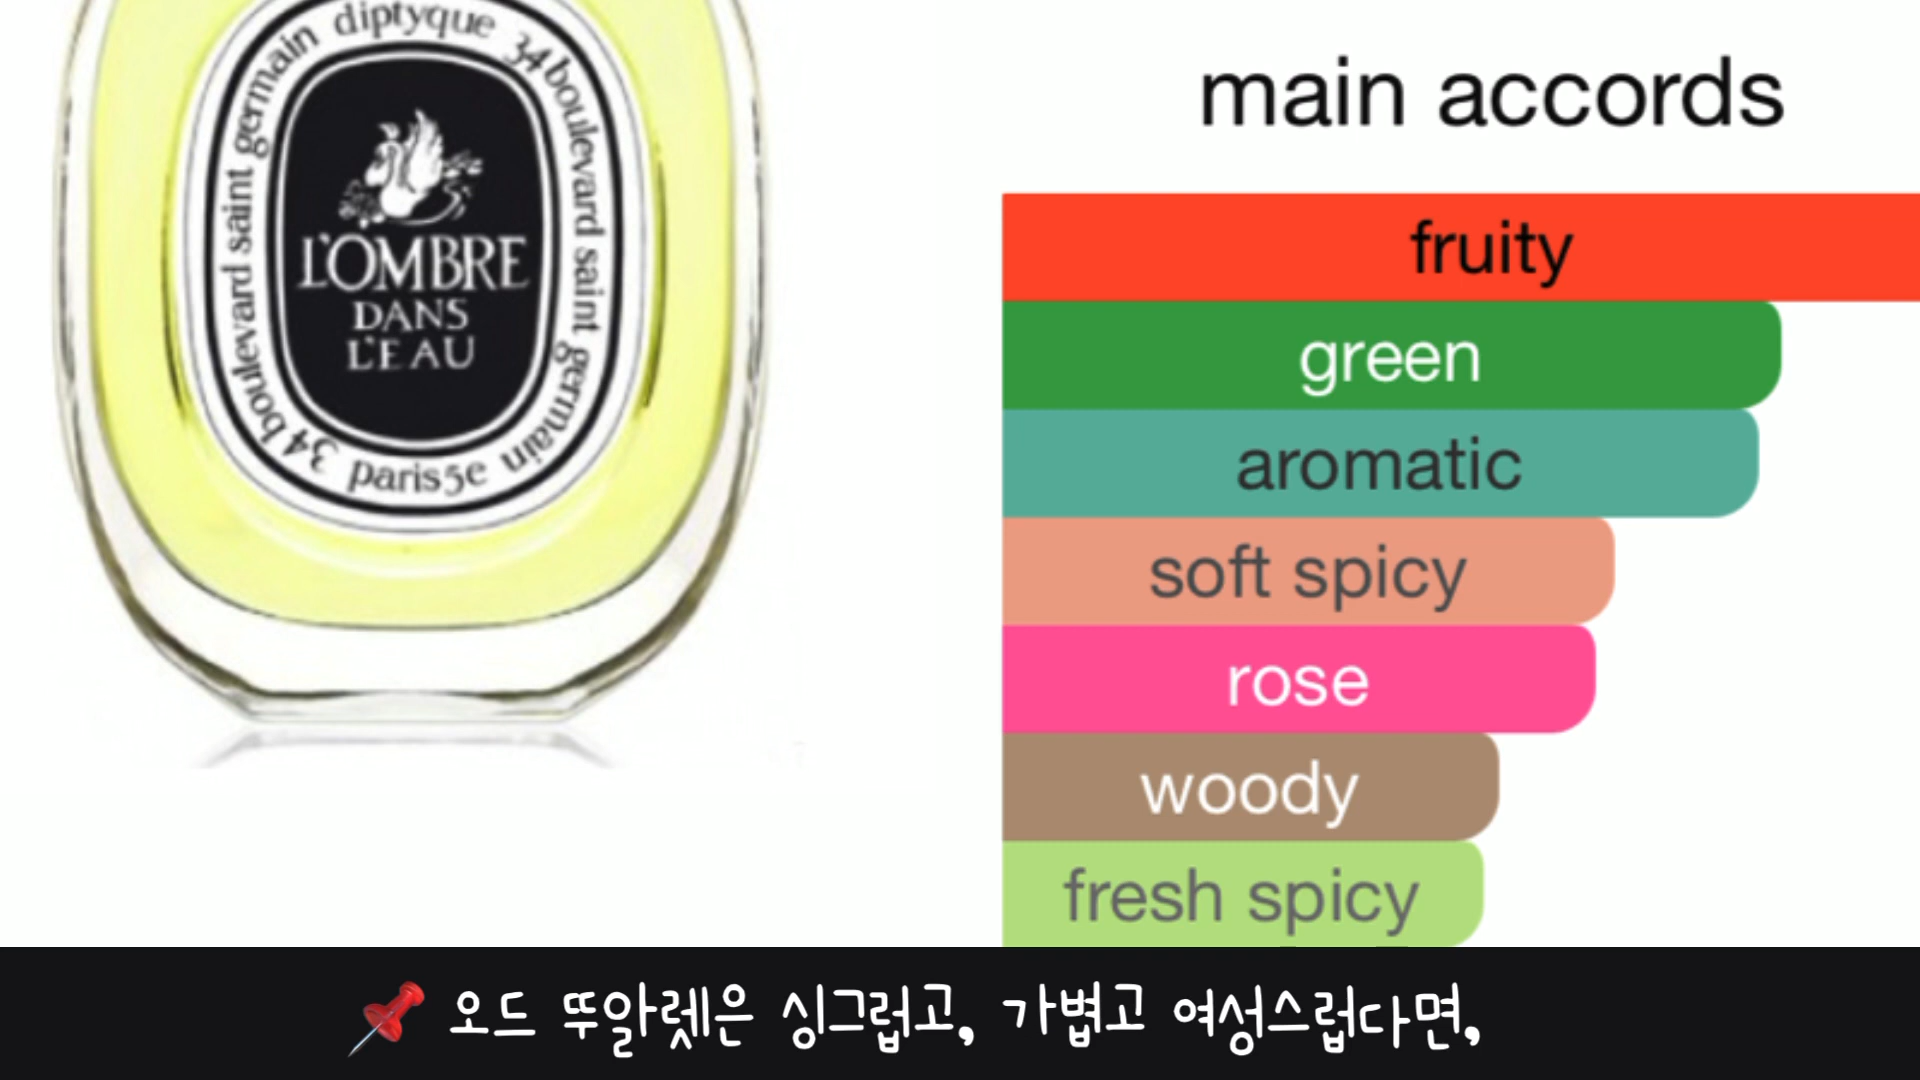 diptyque 34 boulevard saint germain paris5e 34 boulevard saint germain
L'OMBRE
DANS
L'EAU
main accords
fruity
green
aromatic
soft spicy
rose
woody
fresh spicy
📌 오드 뚜알렛은 싱그럽고, 가볍고 여성스럽다면,